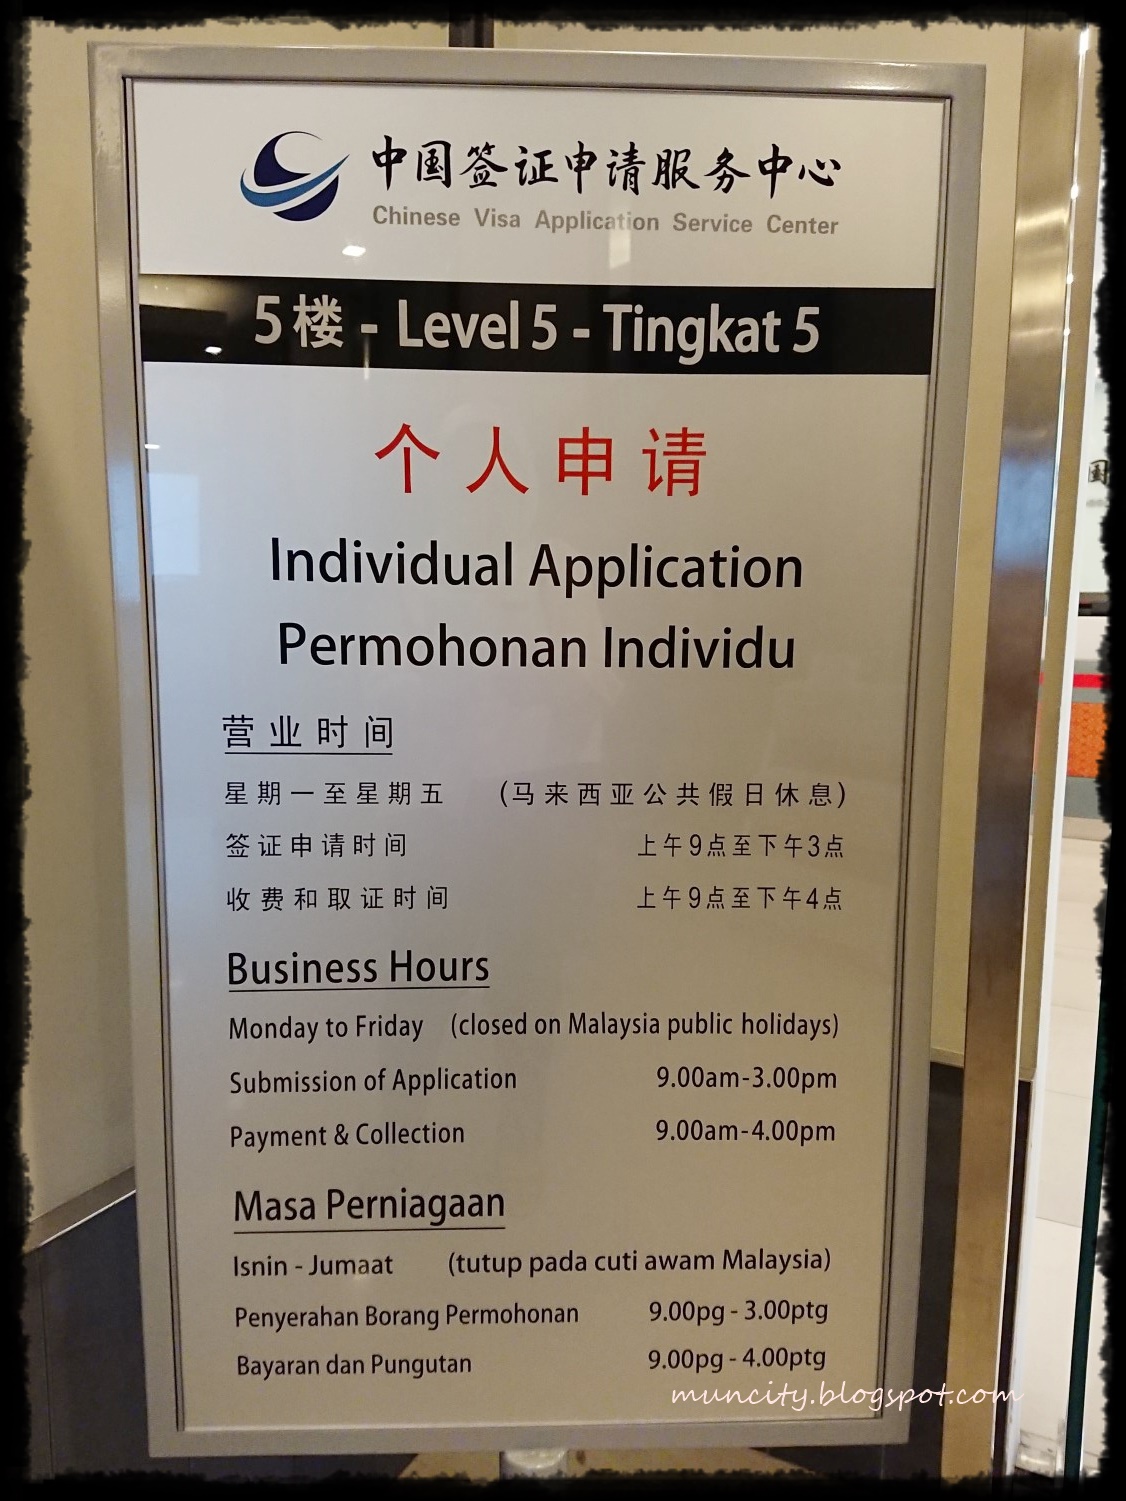 中国签证申请服务中心
Chinese Visa Application Service Center
5楼 - Level 5 - Tingkat 5
个人申请
Individual Application
Permohonan Individu
营业时间
星期一至星期五 (马来西亚公共假日休息)
签证申请时间 上午9点至下午3点
收费和取证时间 上午9点至下午4点
Business Hours
Monday to Friday (closed on Malaysia public holidays)
Submission of Application 9.00am-3.00pm
Payment & Collection 9.00am-4.00pm
Masa Perniagaan
Isnin - Jumaat (tutup pada cuti awam Malaysia)
Penyerahan Borang Permohonan 9.00pg - 3.00ptg
Bayaran dan Pungutan 9.00pg - 4.00ptg
muncity.blogspot.com
国